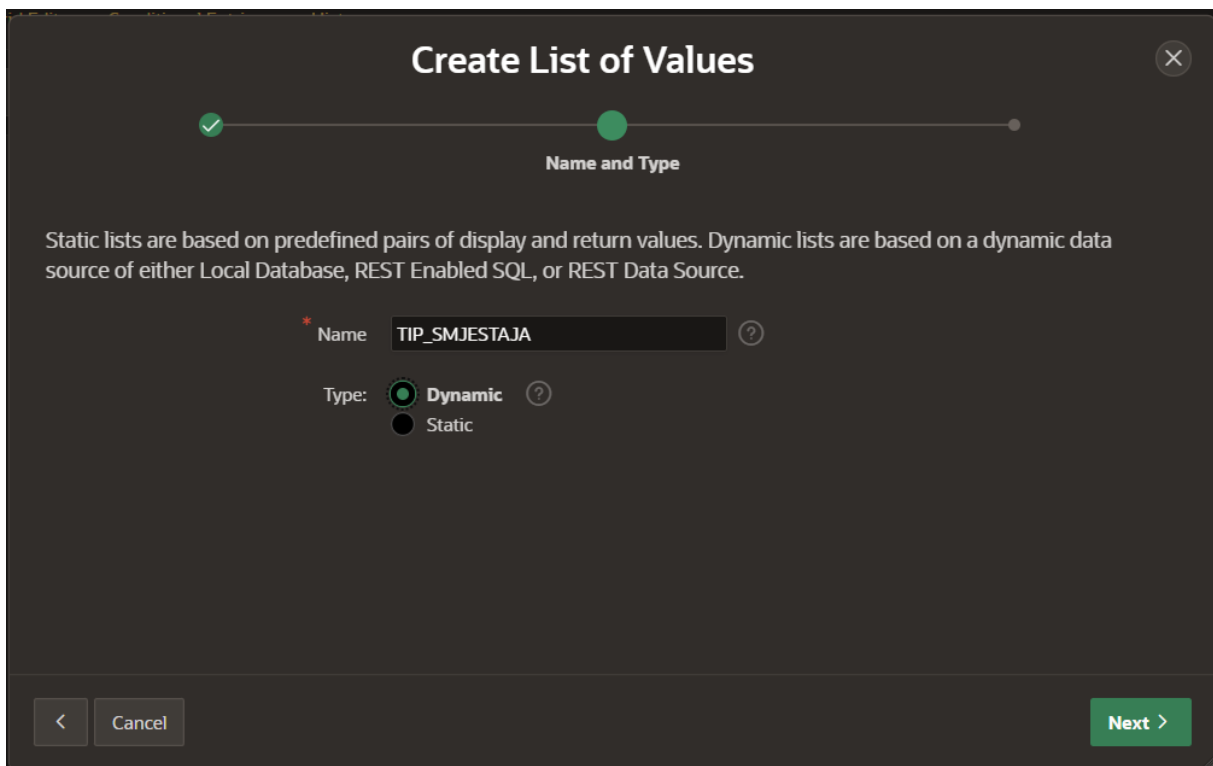 Create List of Values
Name and Type
Static lists are based on predefined pairs of display and return values. Dynamic lists are based on a dynamic data
source of either Local Database, REST Enabled SQL, or REST Data Source.
* Name TIP_SMJESTAJA ?
Type: Dynamic ?
Static
Cancel
Next